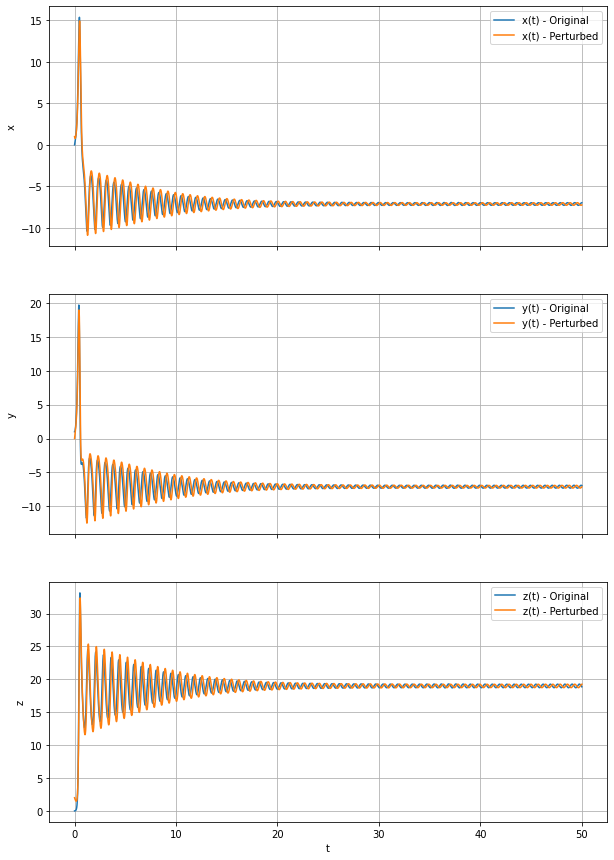 15
10
5
0
−5
−10
x
x(t) - Original
x(t) - Perturbed
20
15
10
5
0
−5
−10
y
y(t) - Original
y(t) - Perturbed
30
25
20
15
10
5
0
z
z(t) - Original
z(t) - Perturbed
0 10 20 30 40 50
t